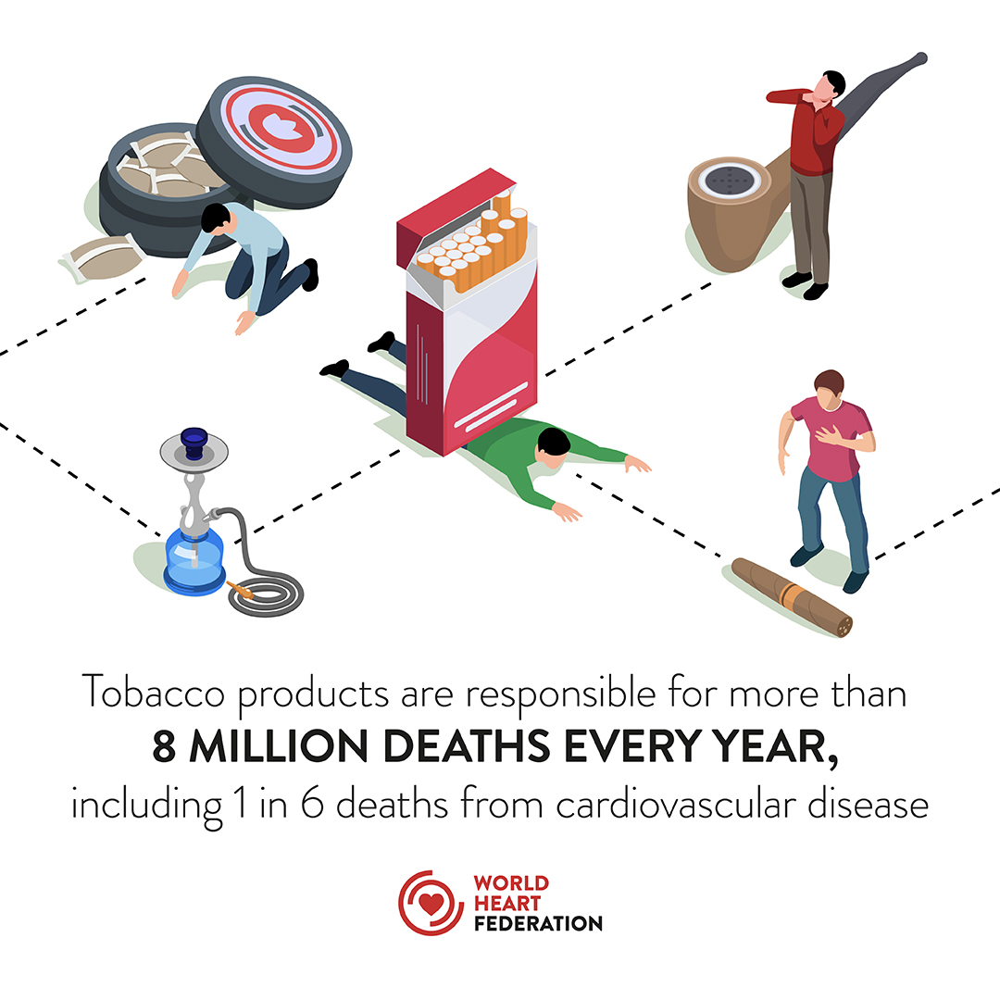 Tobacco products are responsible for more than
8 MILLION DEATHS EVERY YEAR,
including 1 in 6 deaths from cardiovascular disease
WORLD
HEART
FEDERATION